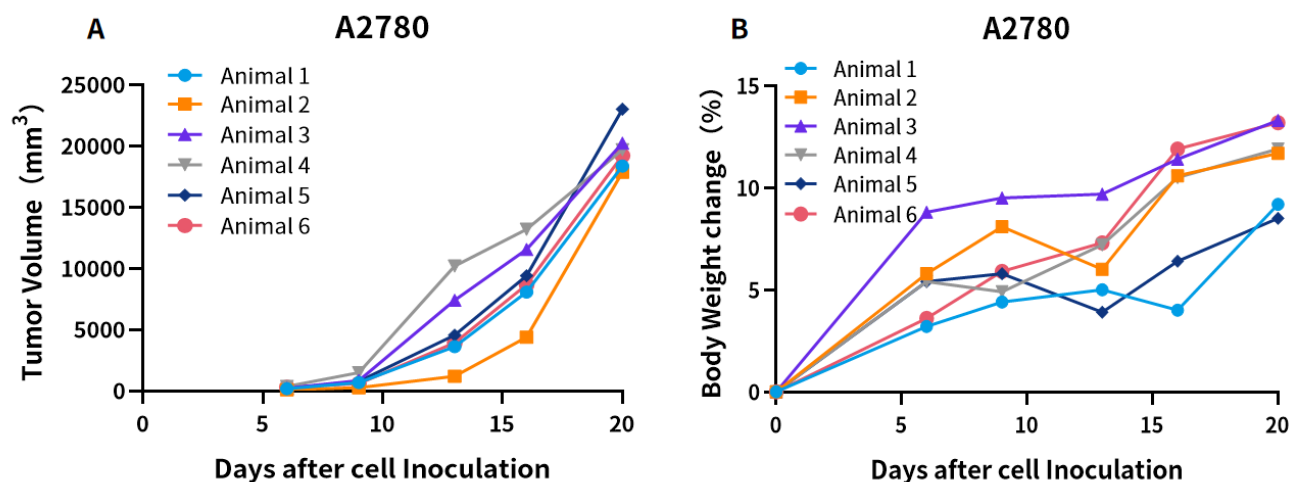 A
A2780
Tumor Volume（mm³）
25000
20000
15000
10000
5000
0
Animal 1
Animal 2
Animal 3
Animal 4
Animal 5
Animal 6
0 5 10 15 20
Days after cell Inoculation
B
A2780
Body Weight change（%）
15
10
5
0
Animal 1
Animal 2
Animal 3
Animal 4
Animal 5
Animal 6
0 5 10 15 20
Days after cell Inoculation